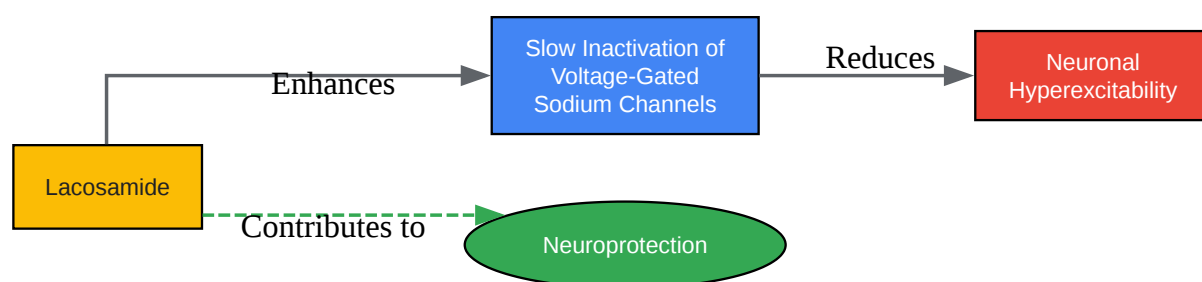 Slow Inactivation of
Voltage-Gated
Sodium Channels
Reduces
Neuronal
Hyperexcitability
Enhances
Lacosamide
Contributes to
Neuroprotection